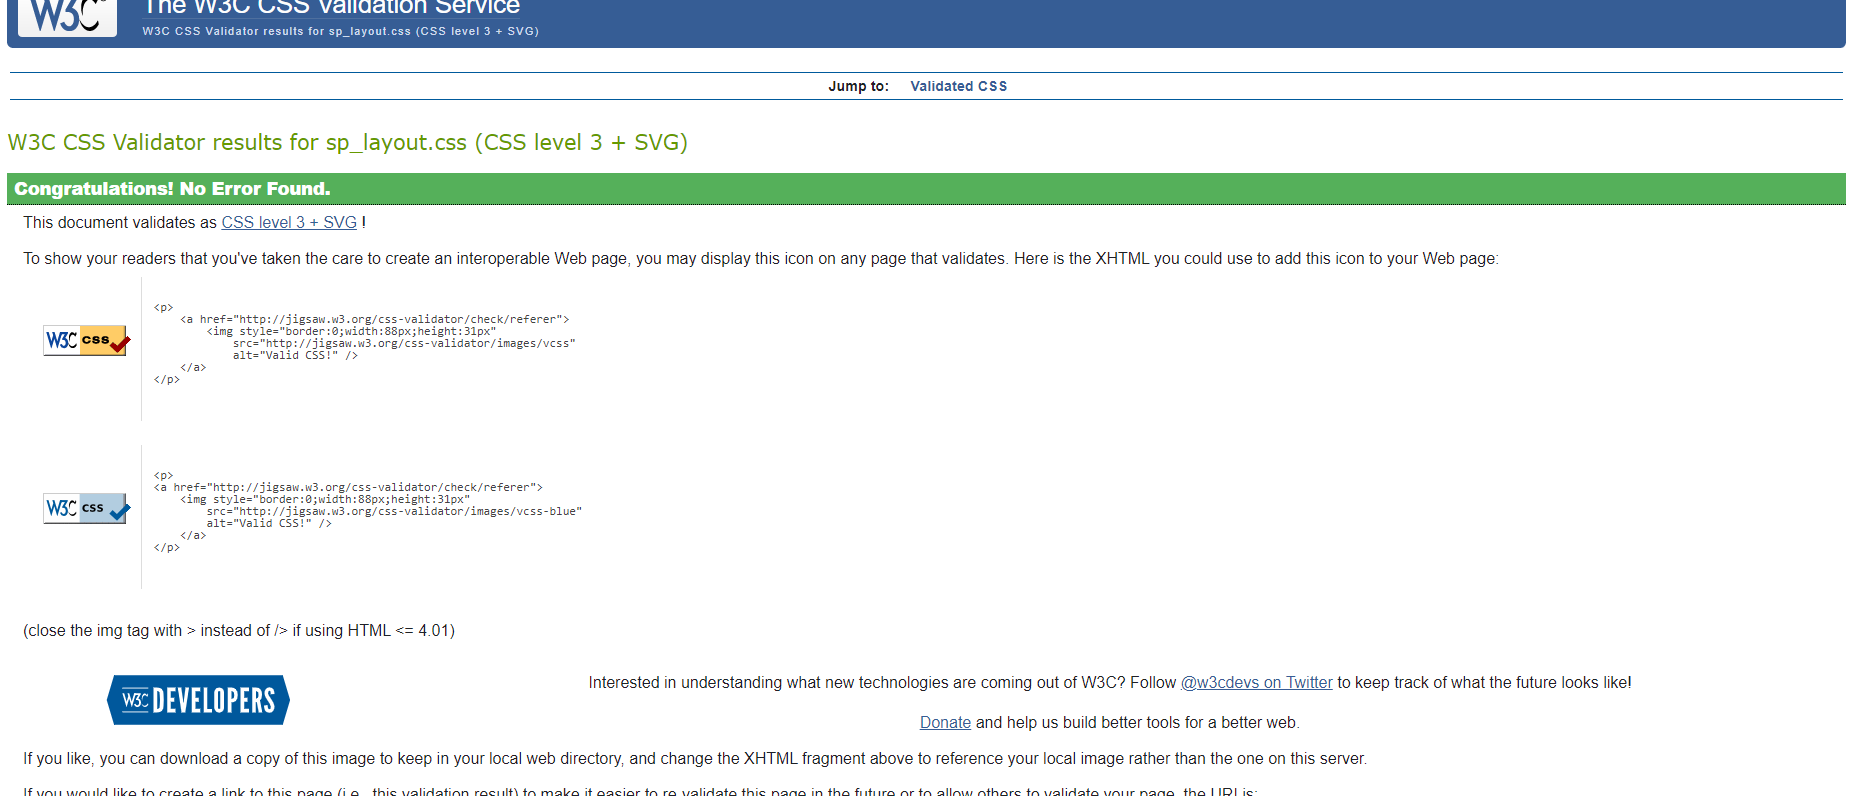 W3C
The W3C CSS Validation Service
W3C CSS Validator results for sp_layout.css (CSS level 3 + SVG)
Jump to: Validated CSS
W3C CSS Validator results for sp_layout.css (CSS level 3 + SVG)
Congratulations! No Error Found.
This document validates as CSS level 3 + SVG !
To show your readers that you've taken the care to create an interoperable Web page, you may display this icon on any page that validates. Here is the XHTML you could use to add this icon to your Web page:
W3C css
<p>
<a href="http://jigsaw.w3.org/css-validator/check/referer">
<img style="border:0;width:88px;height:31px"
src="http://jigsaw.w3.org/css-validator/images/vcss"
alt="Valid CSS!" />
</a>
</p>
W3C css
<p>
<a href="http://jigsaw.w3.org/css-validator/check/referer">
<img style="border:0;width:88px;height:31px"
src="http://jigsaw.w3.org/css-validator/images/vcss-blue"
alt="Valid CSS!" />
</a>
</p>
(close the img tag with > instead of /> if using HTML <= 4.01)
W3C DEVELOPERS
Interested in understanding what new technologies are coming out of W3C? Follow @w3cdevs on Twitter to keep track of what the future looks like!
Donate and help us build better tools for a better web.
If you like, you can download a copy of this image to keep in your local web directory, and change the XHTML fragment above to reference your local image rather than the one on this server.
If you would like to create a link to this page (i.e., this validation result) to make it easier to re-validate this page in the future or to allow others to validate your page, the URI is: